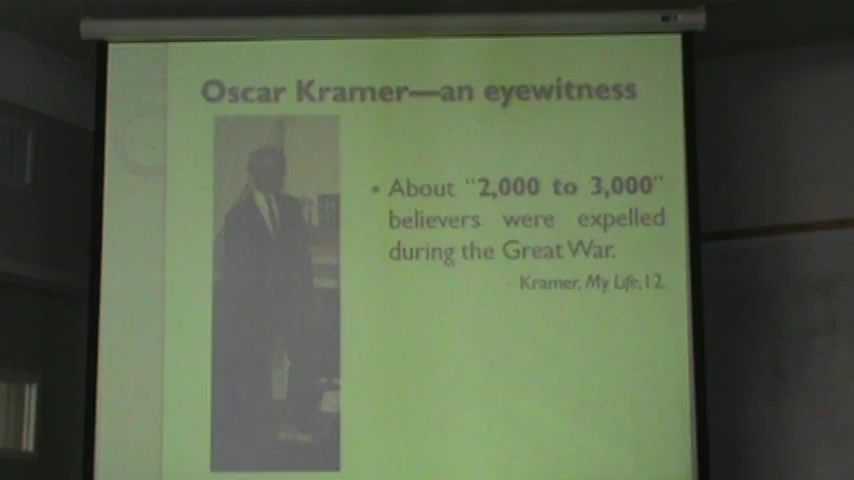 Oscar Kramer—an eyewitness
• About "2,000 to 3,000"
believers were expelled
during the Great War.
Kramer, My Life, 12.